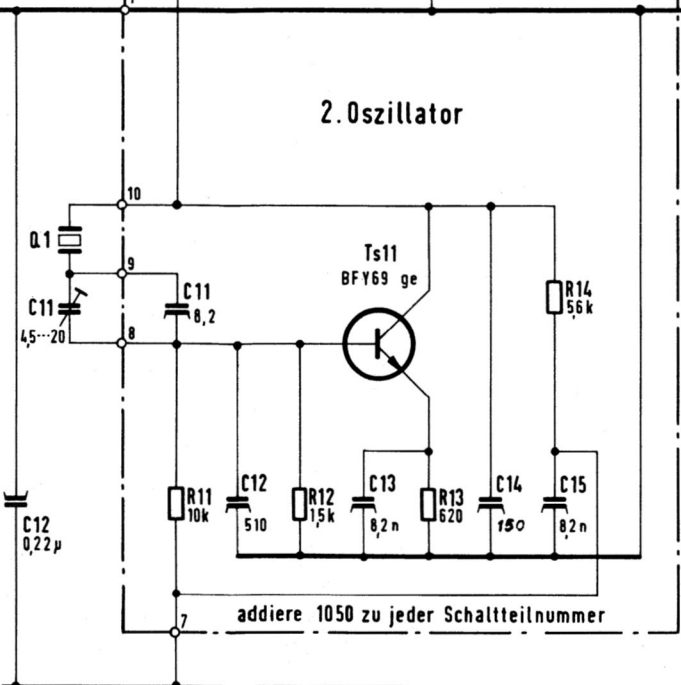 2.Oszillator
10
Q1
9
Ts11
BFY69 ge
C11
4,5···20
C11
8,2
R14
56k
8
C12
0,22µ
R11
10k
C12
510
R12
1,5k
C13
8,2n
R13
620
C14
150
C15
8,2n
addiere 1050 zu jeder Schaltteilnummer
7